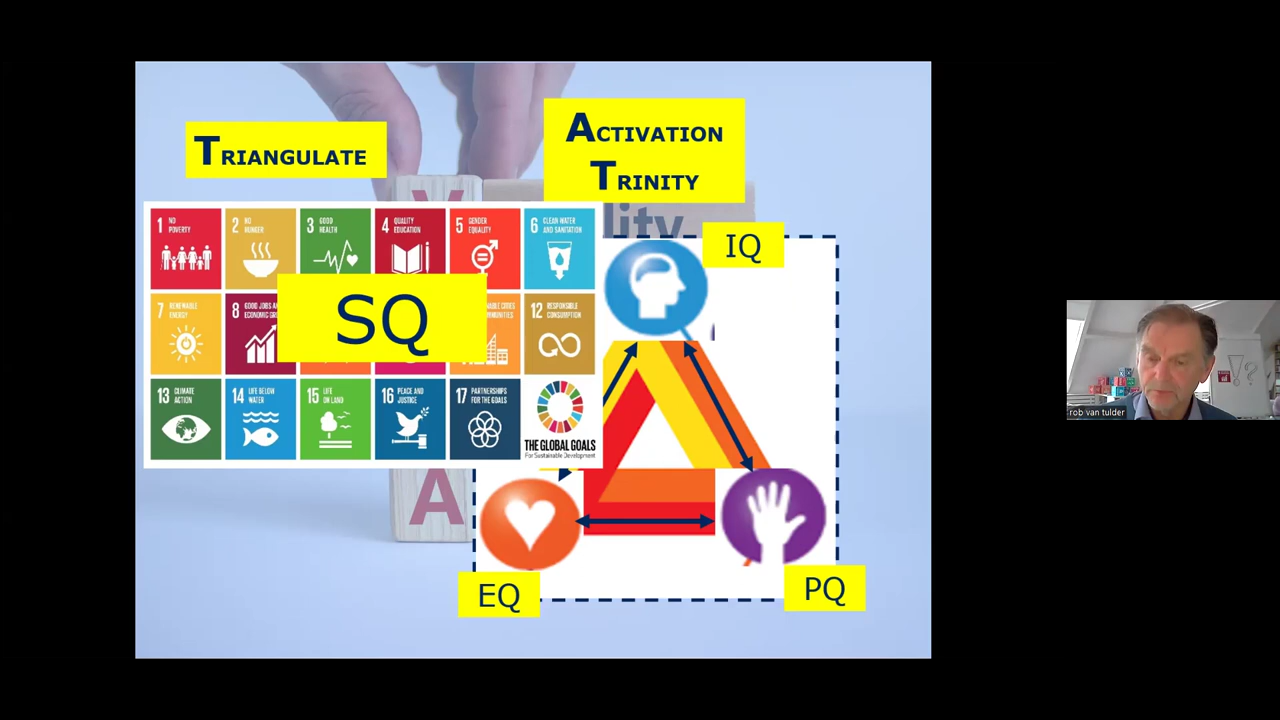 TRIANGULATE
ACTIVATION
TRINITY
lity
IQ
1 NO POVERTY
2 NO HUNGER
3 GOOD HEALTH
4 QUALITY EDUCATION
5 GENDER EQUALITY
6 CLEAN WATER AND SANITATION
7 RENEWABLE ENERGY
8 GOOD JOBS AND
SQ
12 RESPONSIBLE CONSUMPTION
13 CLIMATE ACTION
14 LIFE BELOW WATER
15 LIFE ON LAND
16 PEACE AND JUSTICE
17 PARTNERSHIPS FOR THE GOALS
THE GLOBAL GOALS
For Sustainable Development
A
EQ
PQ
rob van tulder